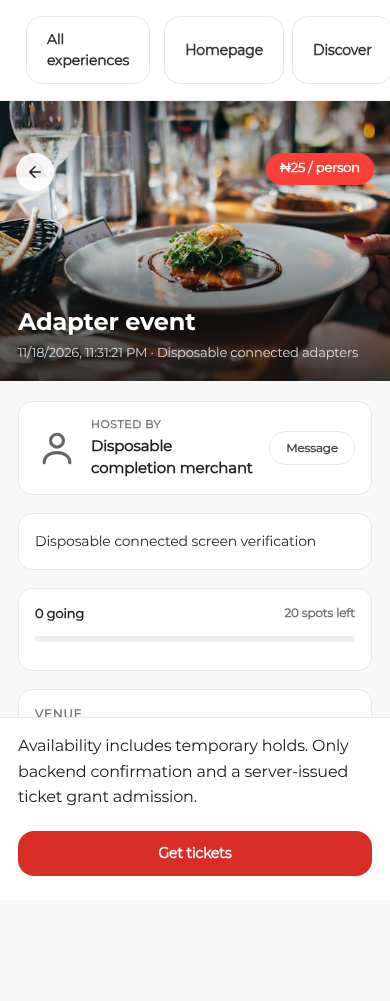 All
experiences
Homepage
Discover
₦25 / person
Adapter event
11/18/2026, 11:31:21 PM · Disposable connected adapters
HOSTED BY
Disposable
completion merchant
Message
Disposable connected screen verification
0 going
20 spots left
VENUE
Availability includes temporary holds. Only
backend confirmation and a server-issued
ticket grant admission.
Get tickets